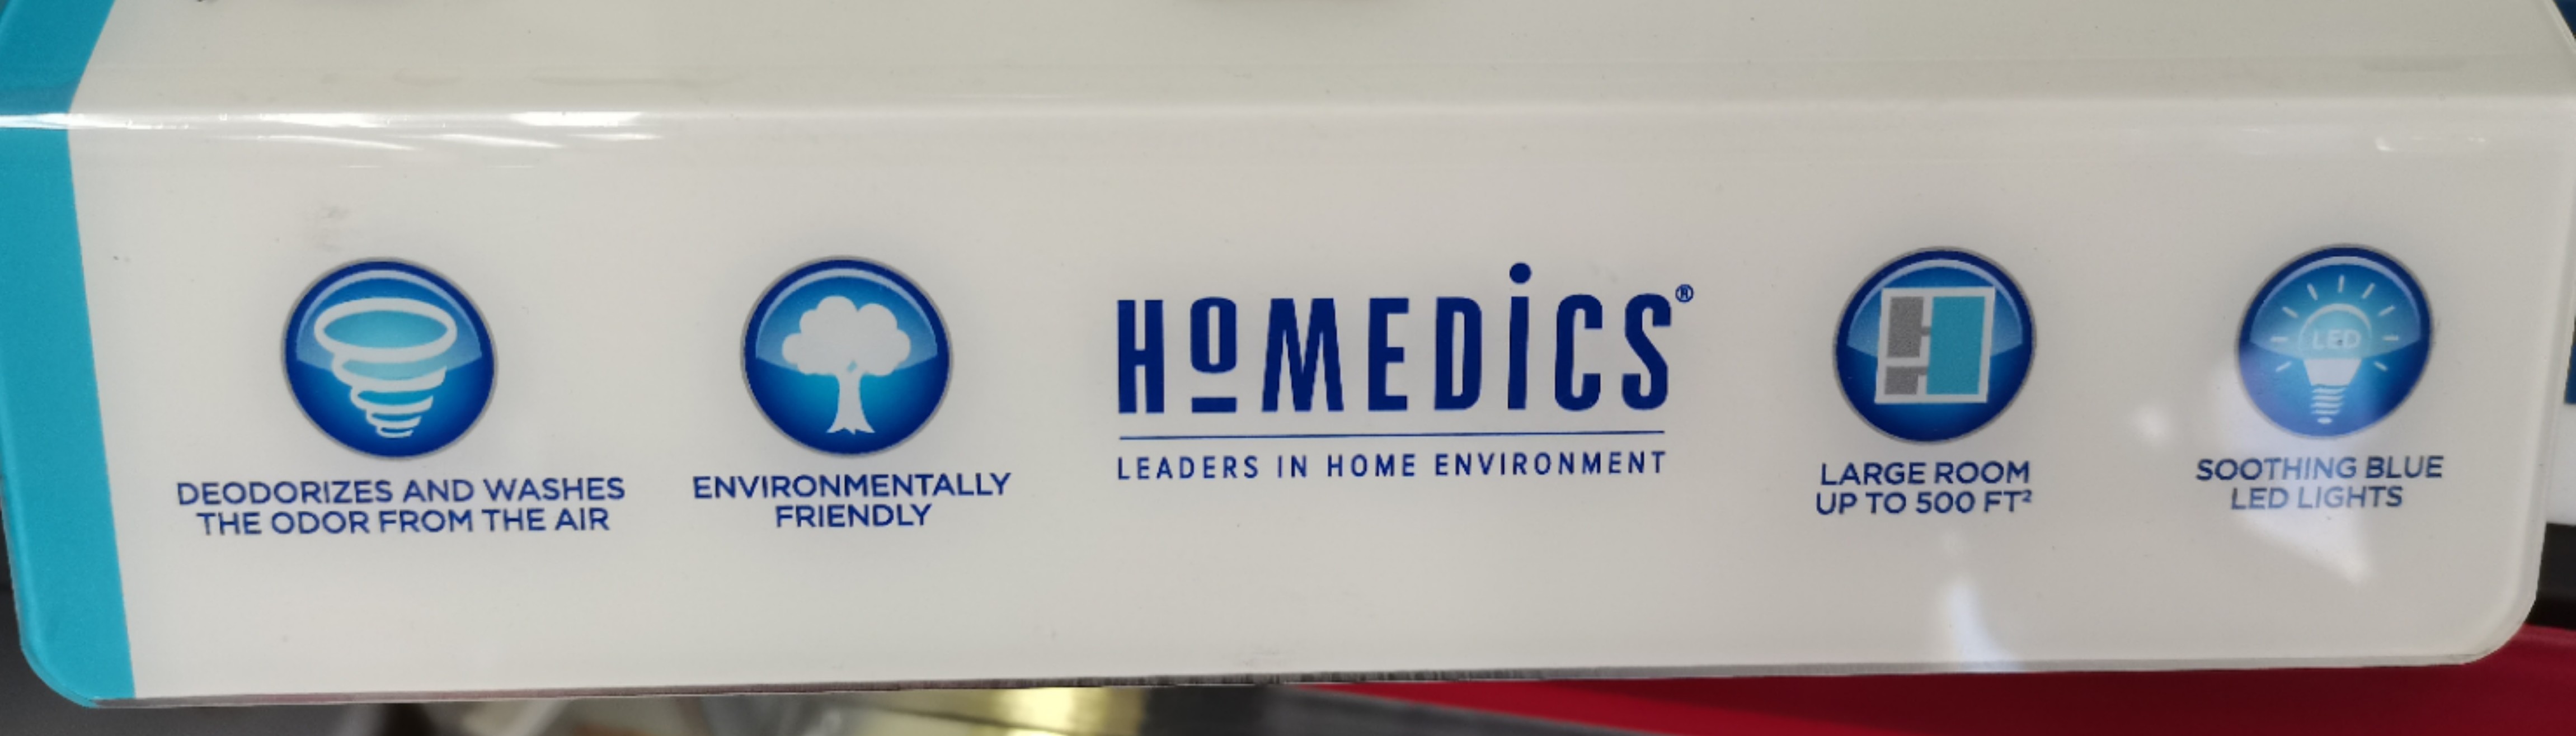 DEODORIZES AND WASHES
THE ODOR FROM THE AIR
ENVIRONMENTALLY
FRIENDLY
HoMEDiCS®
LEADERS IN HOME ENVIRONMENT
LARGE ROOM
UP TO 500 FT²
LED
SOOTHING BLUE
LED LIGHTS